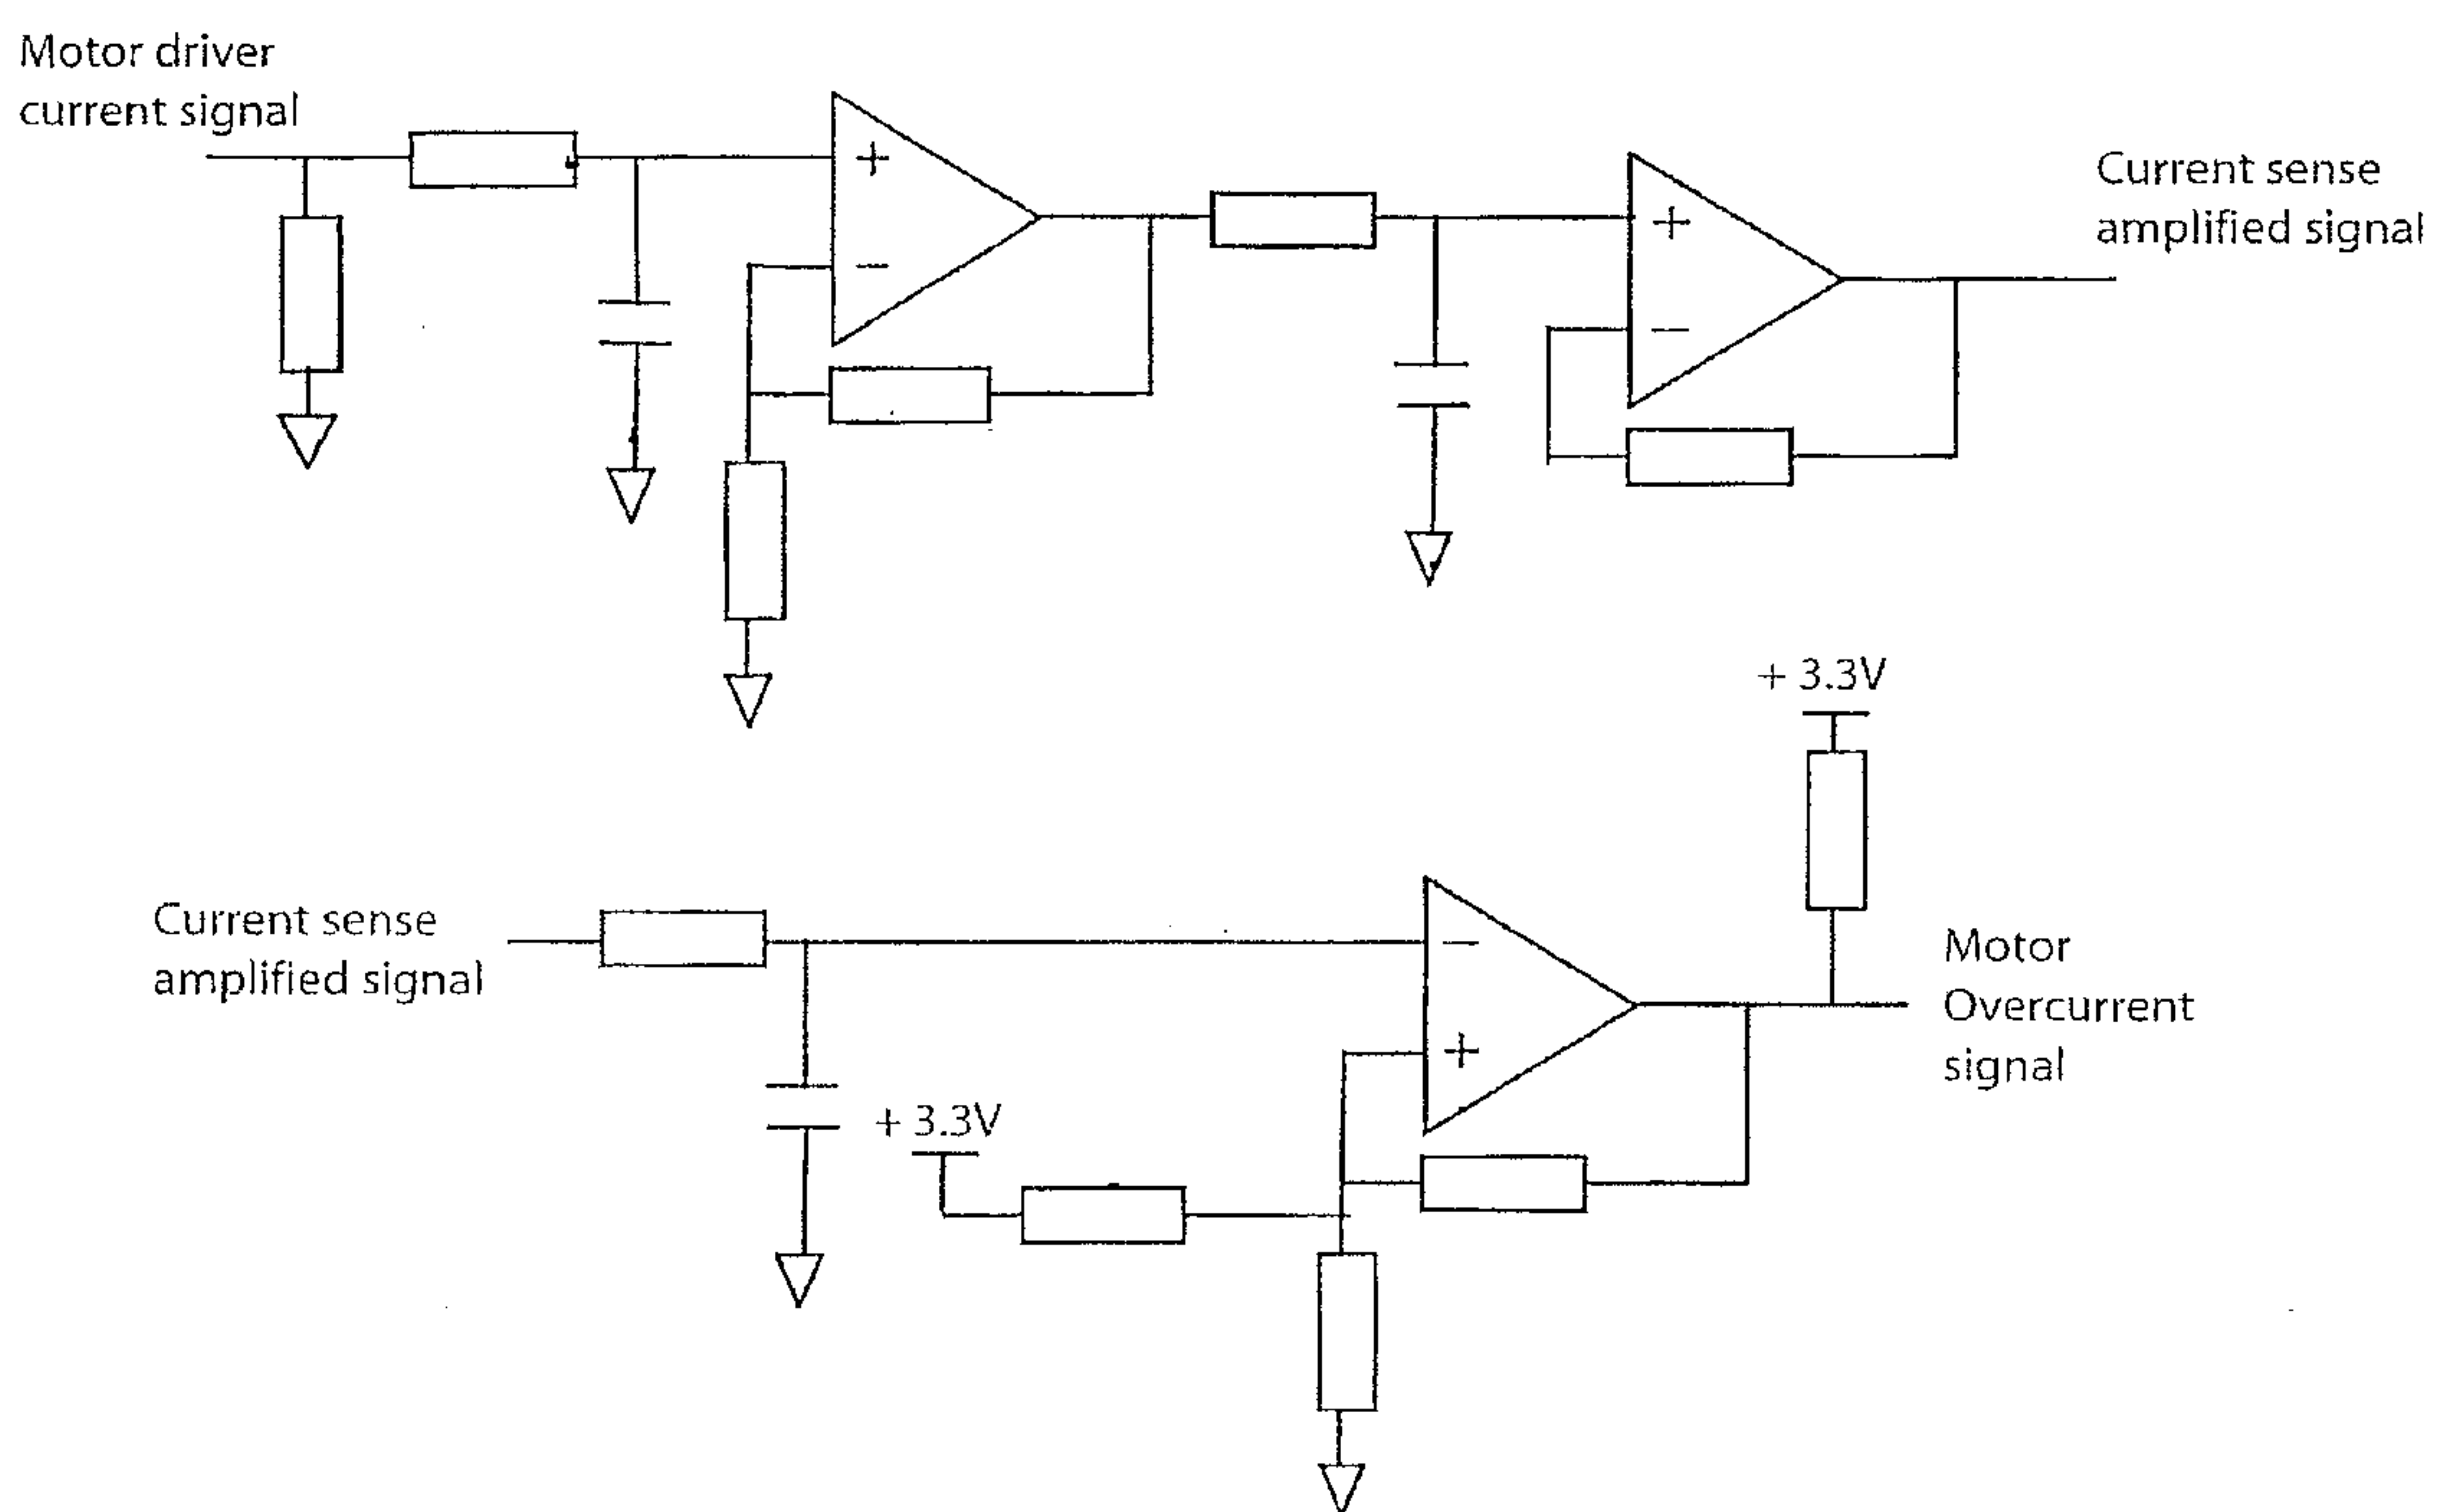 Motor driver
current signal
+
−
+
−
Current sense
amplified signal
+ 3.3V
Current sense
amplified signal
−
+
+ 3.3V
Motor
Overcurrent
signal